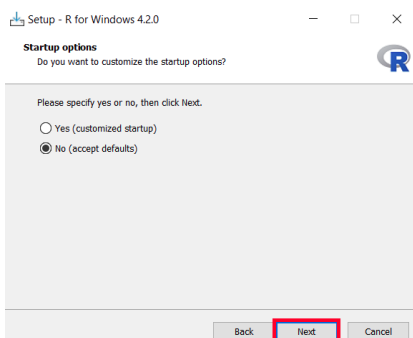 Setup - R for Windows 4.2.0
Startup options
Do you want to customize the startup options?
R
Please specify yes or no, then click Next.
Yes (customized startup)
No (accept defaults)
Back Next Cancel